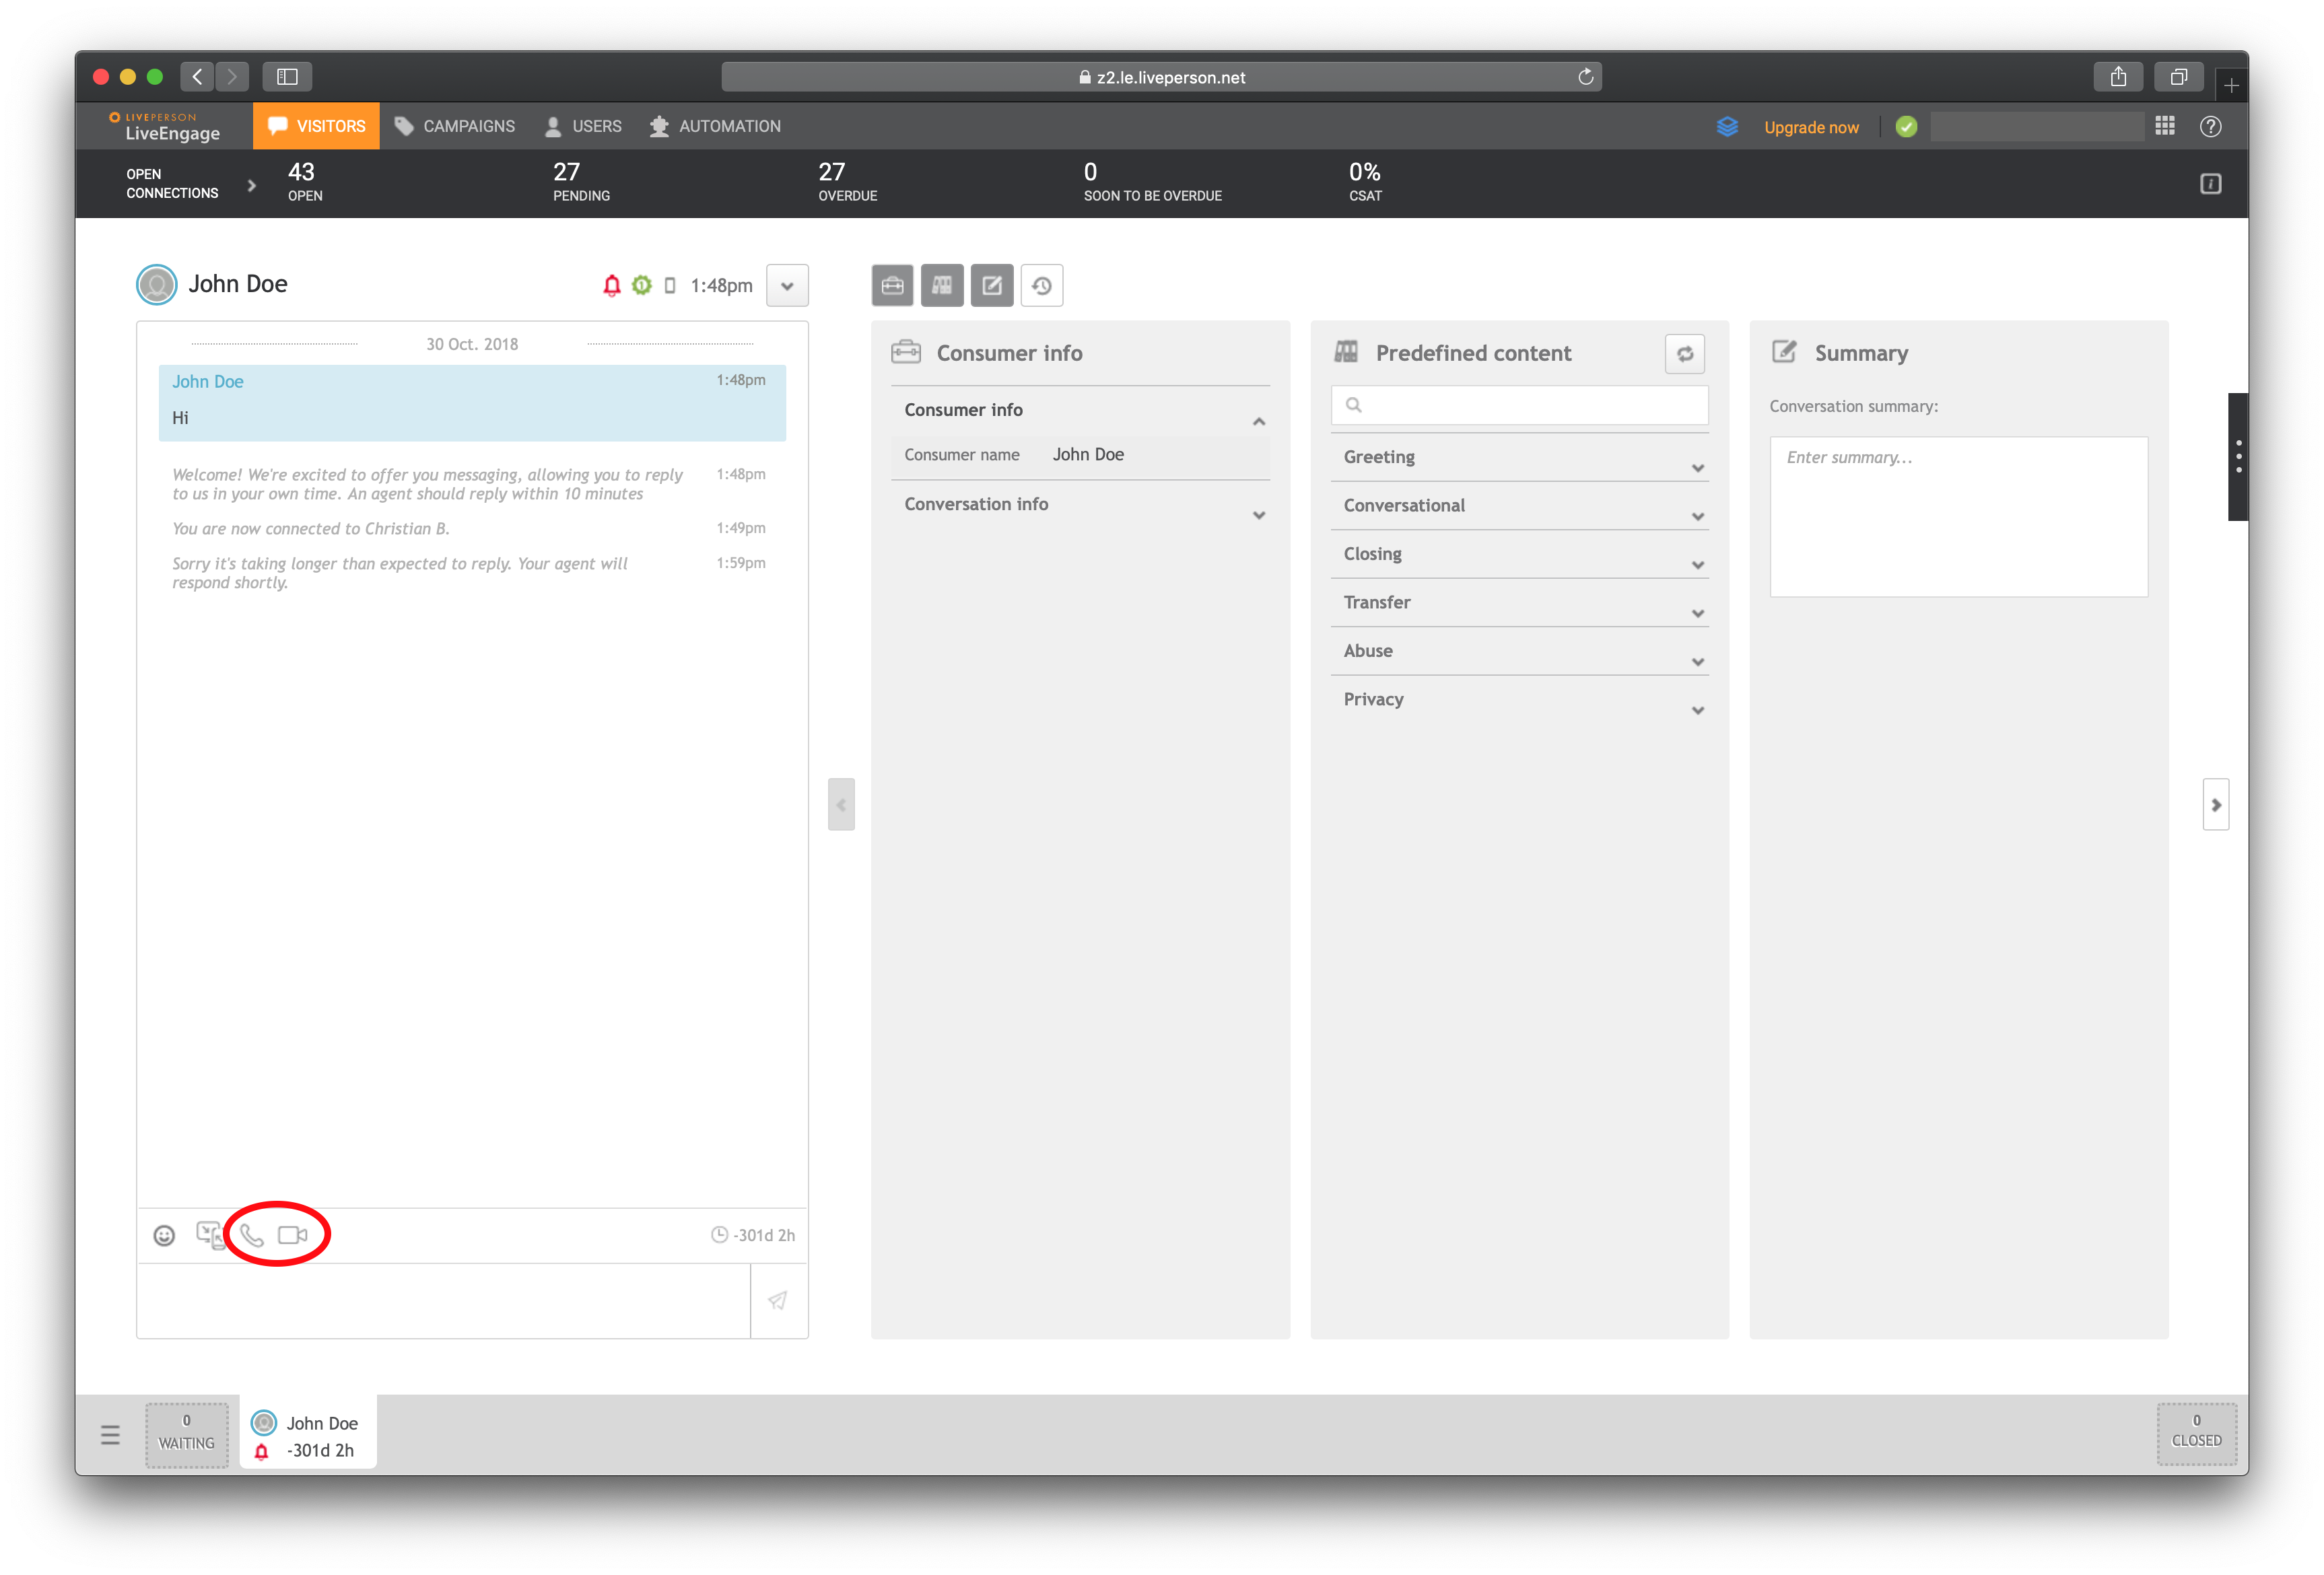 z2.le.liveperson.net
LIVEPERSON
LiveEngage
VISITORS
CAMPAIGNS
USERS
AUTOMATION
Upgrade now
OPEN
CONNECTIONS
43
OPEN
27
PENDING
27
OVERDUE
0
SOON TO BE OVERDUE
0%
CSAT
John Doe
1:48pm
30 Oct. 2018
John Doe
1:48pm
Hi
Welcome! We're excited to offer you messaging, allowing you to reply
1:48pm
to us in your own time. An agent should reply within 10 minutes
You are now connected to Christian B.
1:49pm
Sorry it's taking longer than expected to reply. Your agent will
1:59pm
respond shortly.
-301d 2h
Consumer info
Consumer info
Consumer name
John Doe
Conversation info
Predefined content
Greeting
Conversational
Closing
Transfer
Abuse
Privacy
Summary
Conversation summary:
Enter summary...
0
WAITING
John Doe
-301d 2h
0
CLOSED